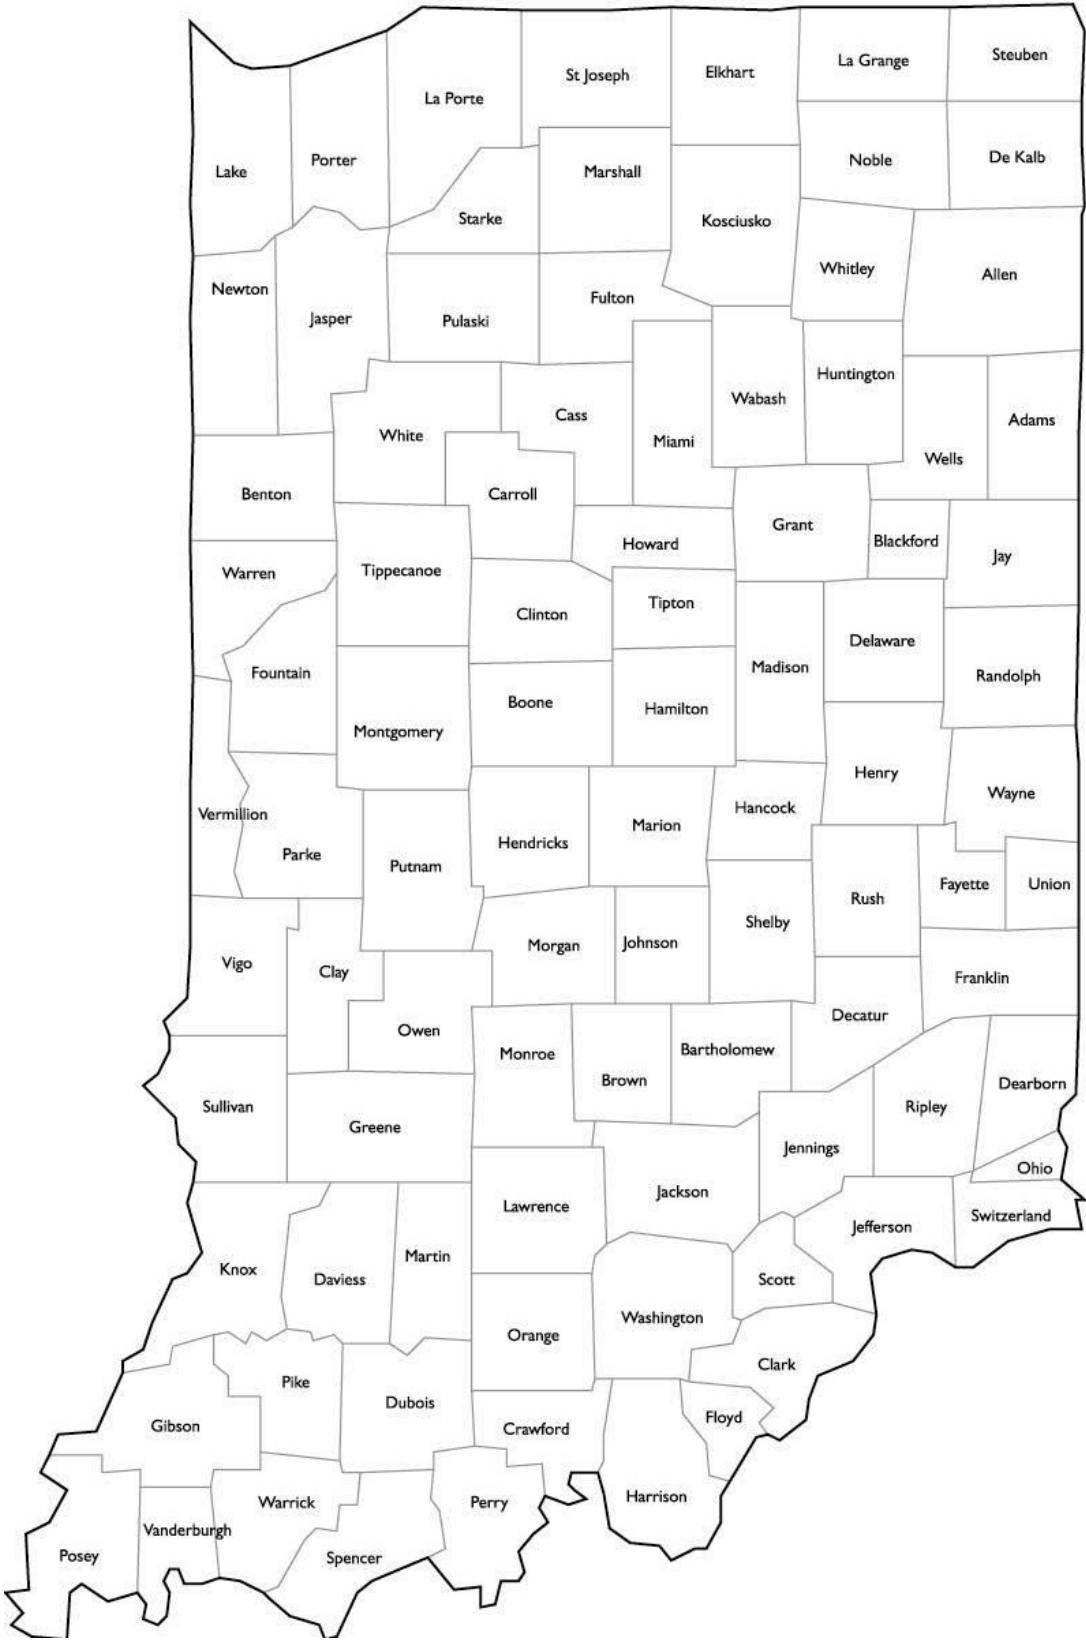 Steuben
La Grange
Elkhart
St Joseph
La Porte
De Kalb
Noble
Porter
Lake
Marshall
Starke
Kosciusko
Whitley
Allen
Newton
Fulton
Jasper
Pulaski
Huntington
Wabash
Cass
Adams
White
Miami
Wells
Benton
Carroll
Grant
Blackford
Howard
Jay
Warren
Tippecanoe
Clinton
Tipton
Delaware
Madison
Fountain
Randolph
Boone
Hamilton
Montgomery
Henry
Wayne
Hancock
Vermillion
Marion
Hendricks
Parke
Putnam
Fayette
Union
Rush
Shelby
Morgan
Johnson
Vigo
Clay
Franklin
Decatur
Owen
Monroe
Bartholomew
Brown
Dearborn
Sullivan
Ripley
Greene
Jennings
Ohio
Jackson
Lawrence
Switzerland
Jefferson
Martin
Knox
Daviess
Scott
Washington
Orange
Clark
Pike
Dubois
Floyd
Gibson
Crawford
Harrison
Warrick
Perry
Vanderburgh
Posey
Spencer